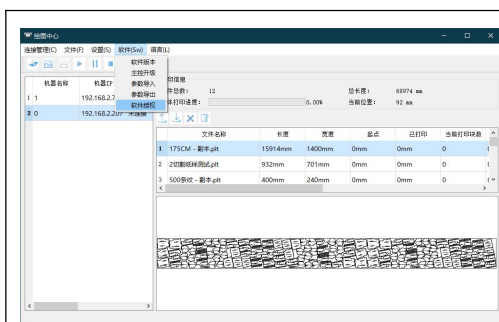 绘图中心
连接管理(C) 文件(F) 设置(S) 软件(Sw) 语言(L)
软件版本
主控升级
参数导入
参数导出
软件授权
机器名称 机器IP
1 1 192.168.2.7
2 0 192.168.2.207 未连接
印信息
件总数: 12 总长度: 68974 mm
体打印进度: 0.00% 当前位置: 92 mm
文件名称 长度 宽度 起点 已打印 当前打印块数
1 175CM - 副本.plt 15914mm 1400mm 0mm 0mm 0
2 2切割纸样测试.plt 932mm 701mm 0mm 0mm 0
3 500条纹 - 副本.plt 400mm 240mm 0mm 0mm 0